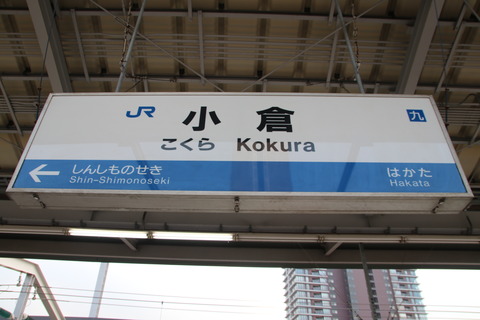 JR 小倉 九
こくら Kokura
しんしものせき はかた
Shin-Shimonoseki Hakata